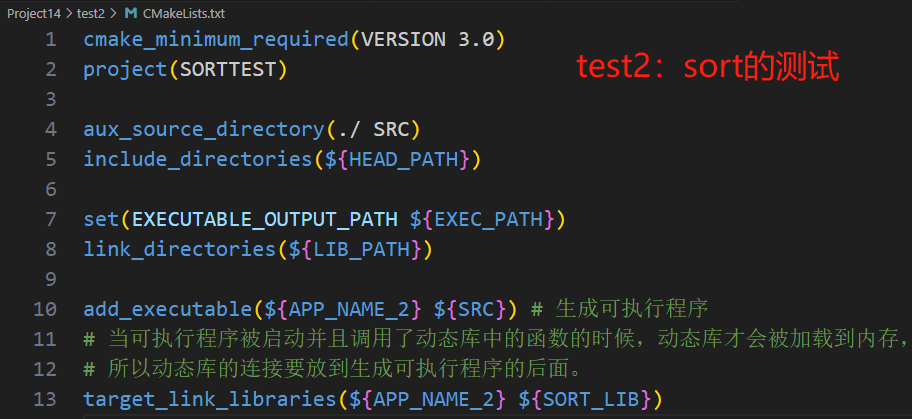 Project14 > test2 > CMakeLists.txt
1 cmake_minimum_required(VERSION 3.0)
2 project(SORTTEST)
test2：sort的测试
3
4 aux_source_directory(./ SRC)
5 include_directories(${HEAD_PATH})
6
7 set(EXECUTABLE_OUTPUT_PATH ${EXEC_PATH})
8 link_directories(${LIB_PATH})
9
10 add_executable(${APP_NAME_2} ${SRC}) # 生成可执行程序
11 # 当可执行程序被启动并且调用了动态库中的函数的时候，动态库才会被加载到内存，
12 # 所以动态库的连接要放到生成可执行程序的后面。
13 target_link_libraries(${APP_NAME_2} ${SORT_LIB})